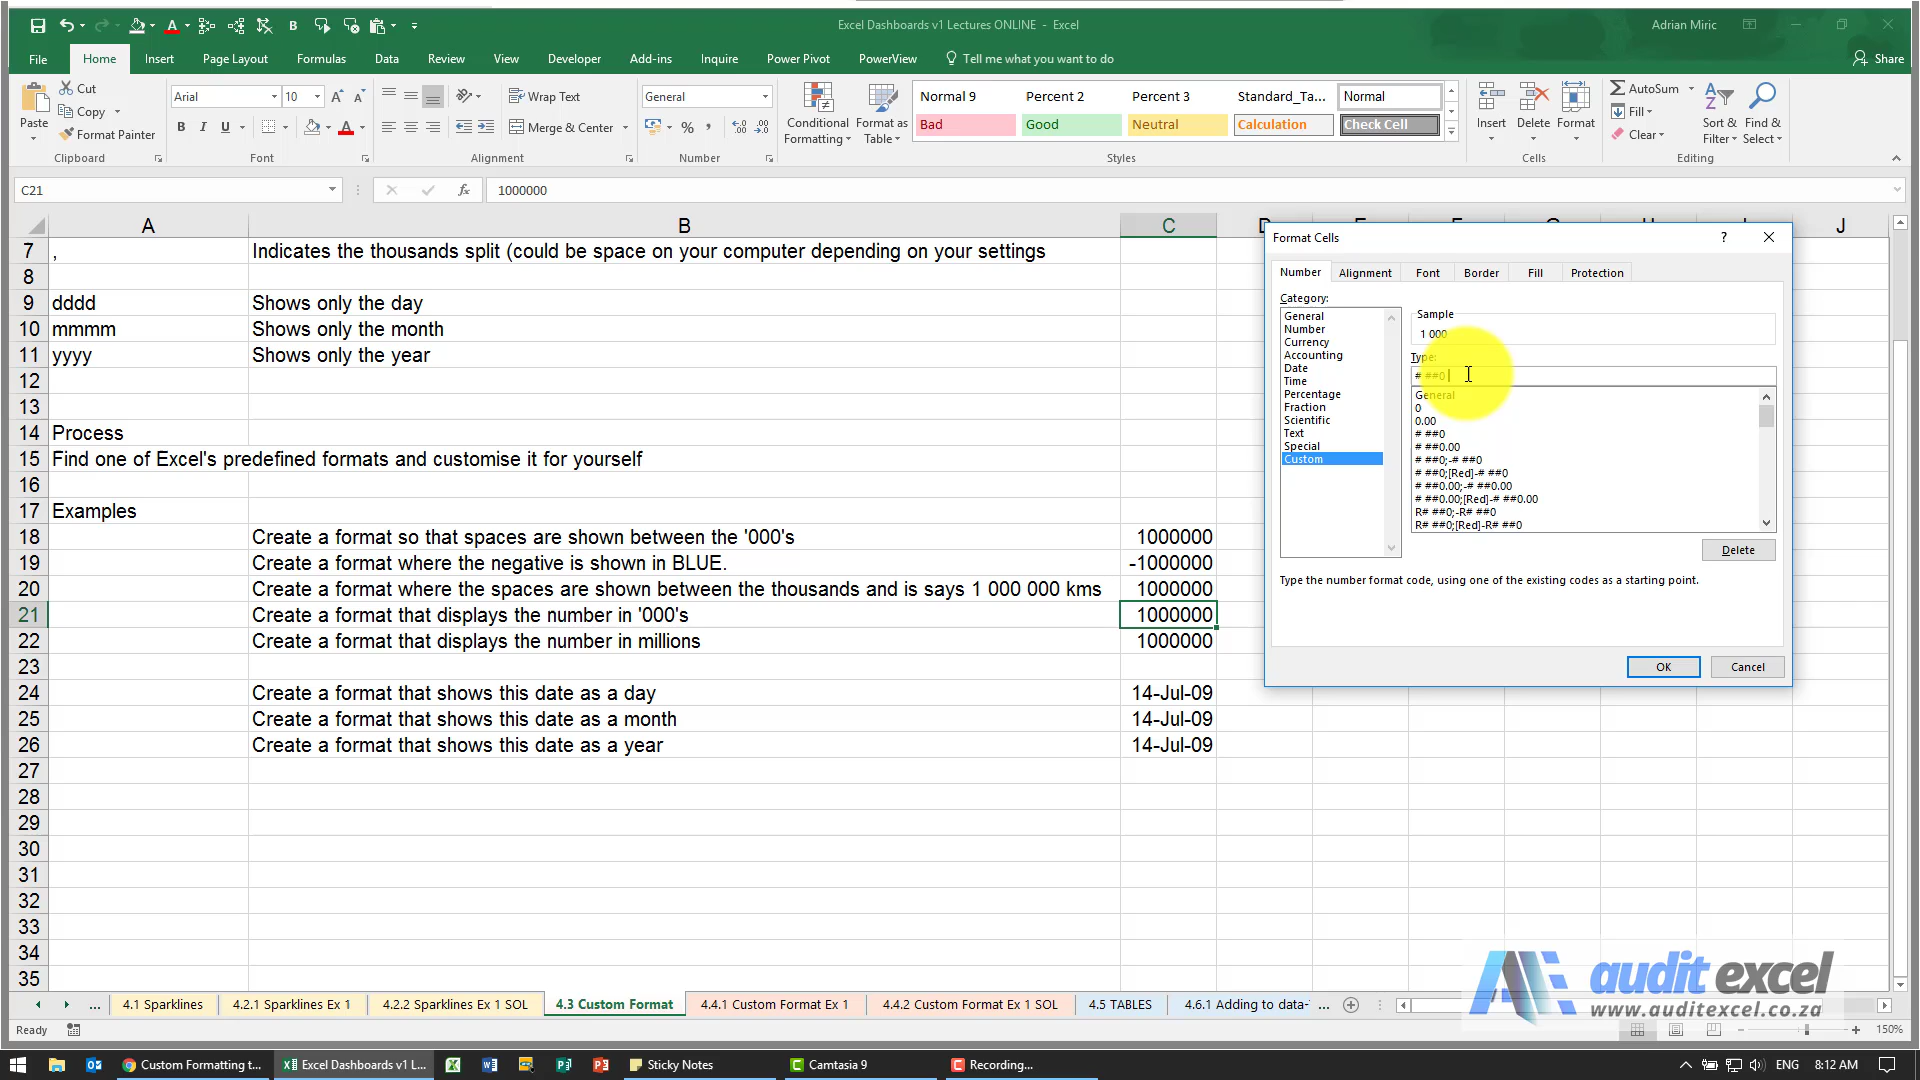 Excel Dashboards v1 Lectures ONLINE - Excel
Adrian Miric
File Home Insert Page Layout Formulas Data Review View Developer Add-ins Inquire Power Pivot PowerView Tell me what you want to do Share
Paste
Cut
Copy
Format Painter
Clipboard
Arial 10
B I U
Font
Wrap Text
Merge & Center
Alignment
General
%
Number
Conditional Formatting
Format as Table
Normal 9 Percent 2 Percent 3 Standard_Ta... Normal
Bad Good Neutral Calculation Check Cell
Styles
Insert Delete Format
Cells
AutoSum
Fill
Clear
Sort & Filter
Find & Select
Editing
C21 fx 1000000
A B C J
7 , Indicates the thousands split (could be space on your computer depending on your settings
8
9 dddd Shows only the day
10 mmmm Shows only the month
11 yyyy Shows only the year
12
13
14 Process
15 Find one of Excel's predefined formats and customise it for yourself
16
17 Examples
18 Create a format so that spaces are shown between the '000's 1000000
19 Create a format where the negative is shown in BLUE. -1000000
20 Create a format where the spaces are shown between the thousands and is says 1 000 000 kms 1000000
21 Create a format that displays the number in '000's 1000000
22 Create a format that displays the number in millions 1000000
23
24 Create a format that shows this date as a day 14-Jul-09
25 Create a format that shows this date as a month 14-Jul-09
26 Create a format that shows this date as a year 14-Jul-09
27
28
29
30
31
32
33
34
35
Format Cells ?
Number Alignment Font Border Fill Protection
Category:
General
Number
Currency
Accounting
Date
Time
Percentage
Fraction
Scientific
Text
Special
Custom
Sample
1 000
Type:
# ##0
General
0
0.00
# ##0
# ##0.00
# ##0;-# ##0
# ##0;[Red]-# ##0
# ##0.00;-# ##0.00
# ##0.00;[Red]-# ##0.00
R# ##0;-R# ##0
R# ##0;[Red]-R# ##0
Delete
Type the number format code, using one of the existing codes as a starting point.
OK Cancel
audit excel
www.auditexcel.co.za
... 4.1 Sparklines 4.2.1 Sparklines Ex 1 4.2.2 Sparklines Ex 1 SOL 4.3 Custom Format 4.4.1 Custom Format Ex 1 4.4.2 Custom Format Ex 1 SOL 4.5 TABLES 4.6.1 Adding to data- ...
Ready 150%
Custom Formatting t... Excel Dashboards v1 L... Sticky Notes Camtasia 9 Recording... ENG 8:12 AM